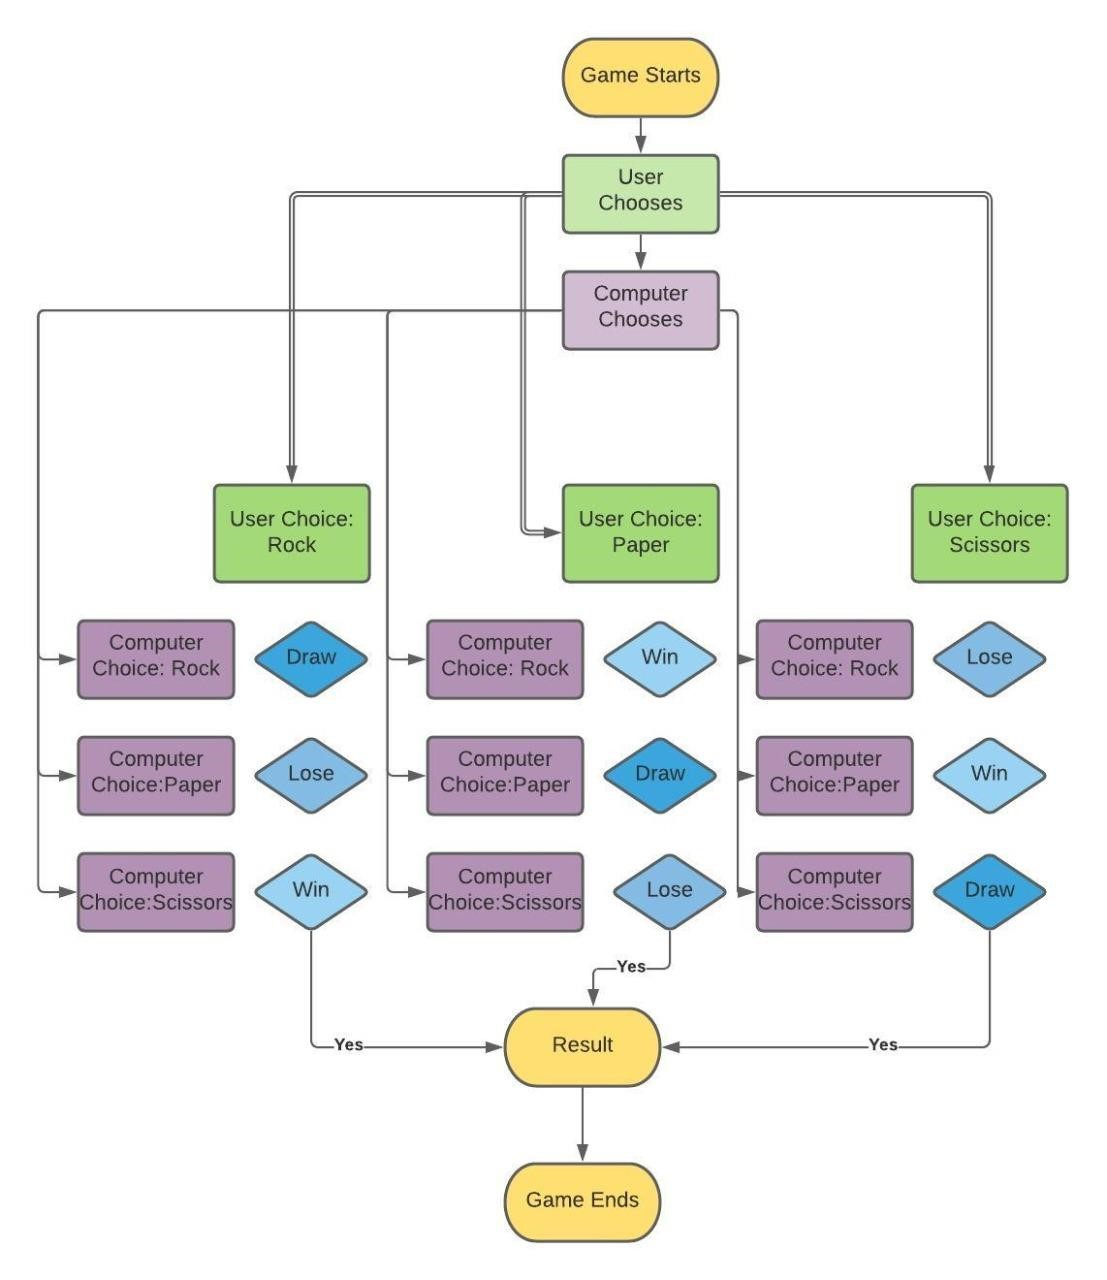 Game Starts
User
Chooses
Computer
Chooses
User Choice:
Rock
User Choice:
Paper
User Choice:
Scissors
Computer
Choice: Rock
Draw
Computer
Choice: Rock
Win
Computer
Choice: Rock
Lose
Computer
Choice:Paper
Lose
Computer
Choice:Paper
Draw
Computer
Choice:Paper
Win
Computer
Choice:Scissors
Win
Computer
Choice:Scissors
Lose
Computer
Choice:Scissors
Draw
Yes
Yes
Result
Yes
Game Ends